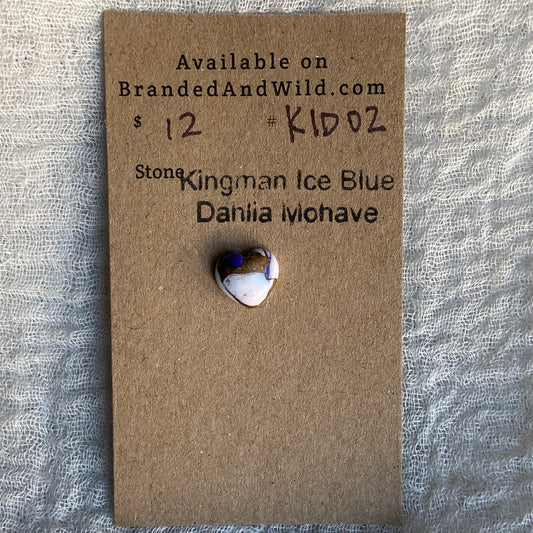 Available on
BrandedAndWild.com
$ 12 # KID02
Stone Kingman Ice Blue
Dahlia Mohave